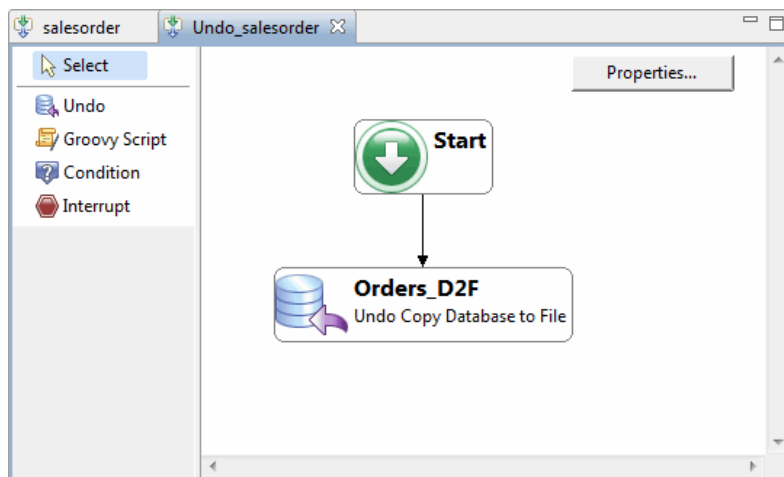 salesorder
Undo_salesorder
Select
Properties...
Undo
Groovy Script
Condition
Interrupt
Start
Orders_D2F
Undo Copy Database to File